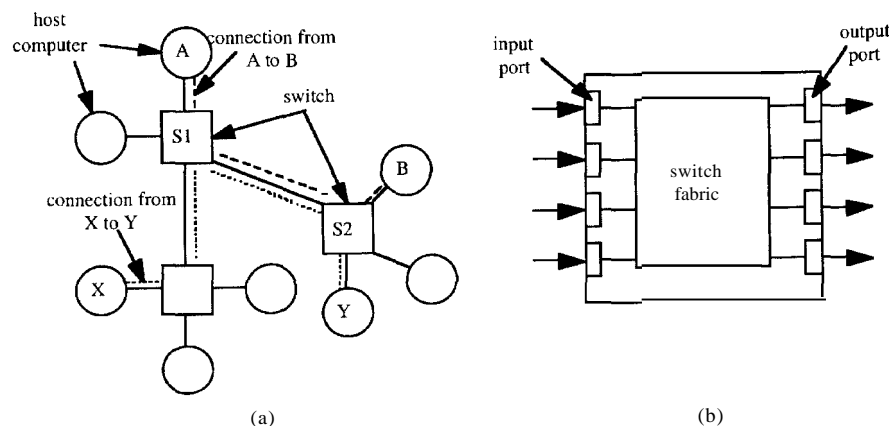 host
computer
A
connection from
A to B
switch
S1
B
connection from
X to Y
S2
X
Y
(a)
input
port
output
port
switch
fabric
(b)